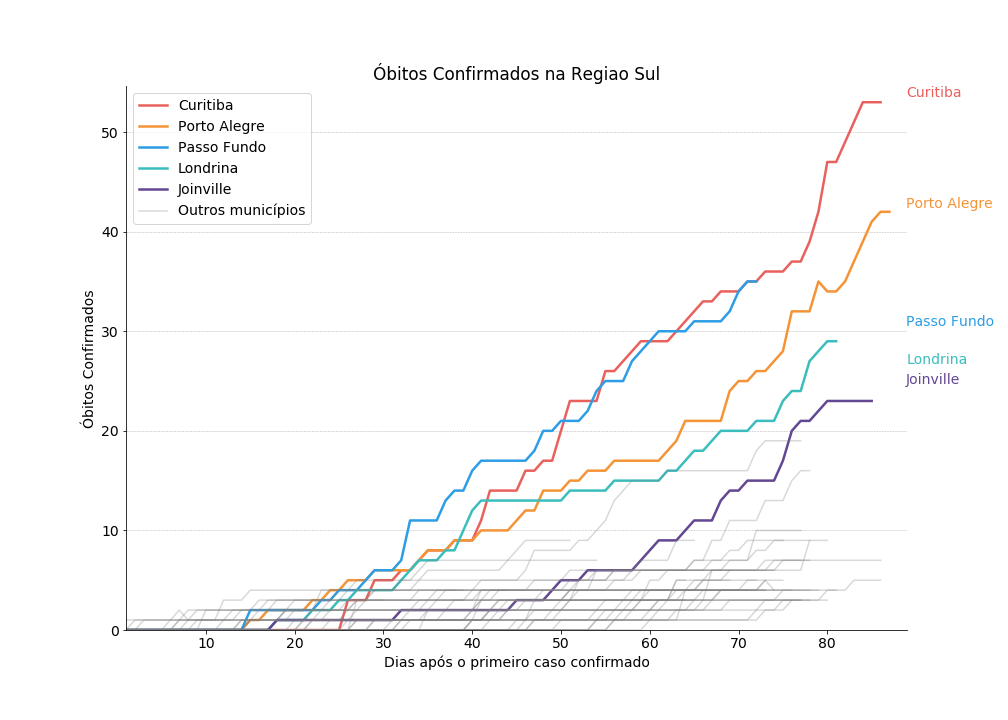 Óbitos Confirmados na Regiao Sul
Curitiba
Porto Alegre
Passo Fundo
Londrina
Joinville
Outros municípios
Curitiba
Porto Alegre
Passo Fundo
Londrina
Joinville
50
40
30
20
10
0
Óbitos Confirmados
10 20 30 40 50 60 70 80
Dias após o primeiro caso confirmado